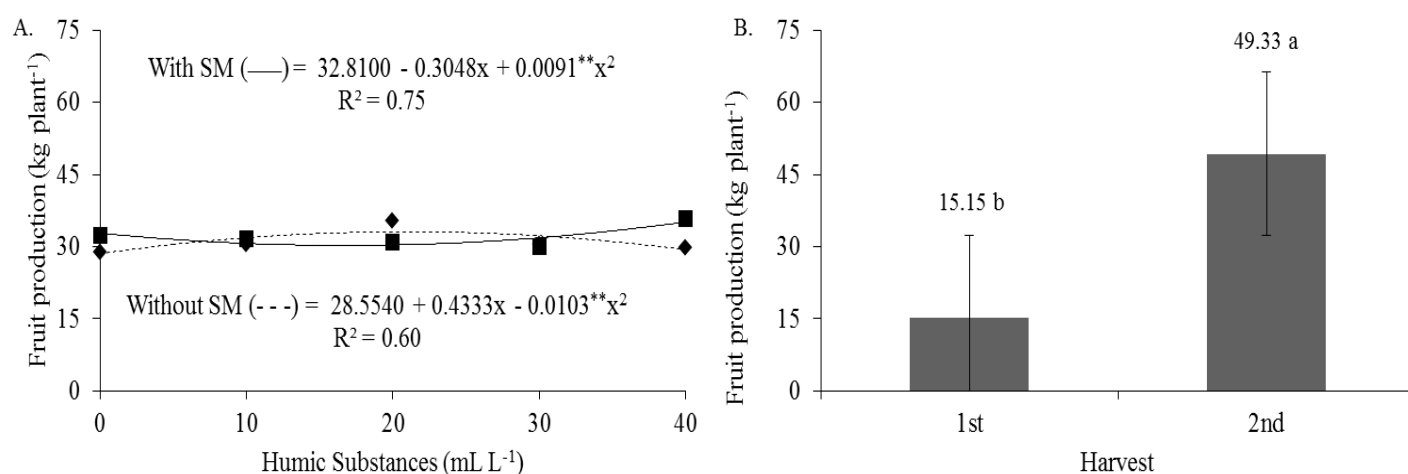 A.
Fruit production (kg plant⁻¹)
75
60
45
30
15
0
With SM (——) = 32.8100 - 0.3048x + 0.0091**x²
R² = 0.75
Without SM (- - -) = 28.5540 + 0.4333x - 0.0103**x²
R² = 0.60
0 10 20 30 40
Humic Substances (mL L⁻¹)
B.
Fruit production (kg plant⁻¹)
75
60
45
30
15
0
15.15 b
49.33 a
1st 2nd
Harvest